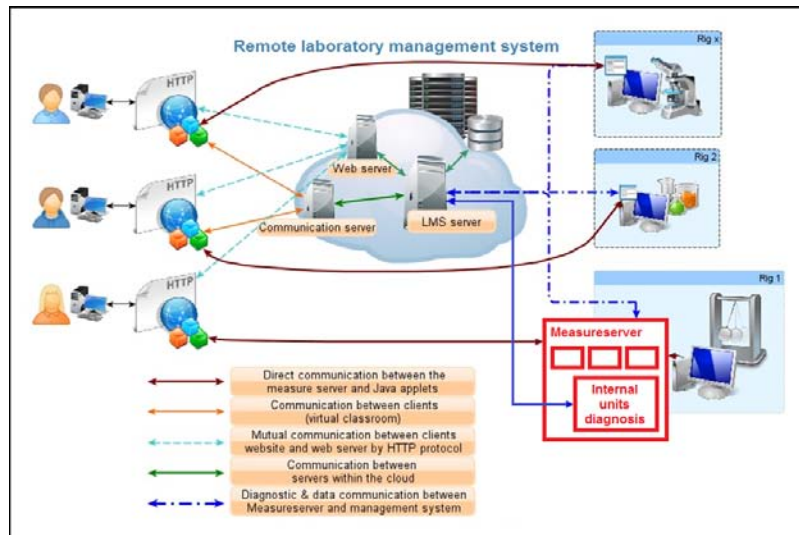 Remote laboratory management system
Rig x
HTTP
Web server
Rig 2
HTTP
Communication server
LMS server
HTTP
Rig 1
Measureserver
Internal
units
diagnosis
Direct communication between the
measure server and Java applets
Communication between clients
(virtual classroom)
Mutual communication between clients
website and web server by HTTP protocol
Communication between
servers within the cloud
Diagnostic & data communication between
Measureserver and management system